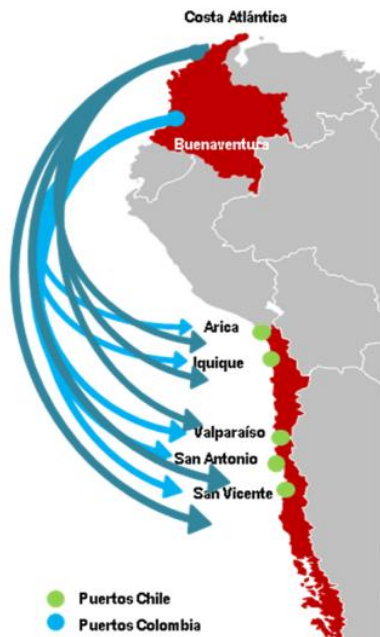 Costa Atlántica
Buenaventura
Arica
Iquique
Valparaíso
San Antonio
San Vicente
Puertos Chile
Puertos Colombia